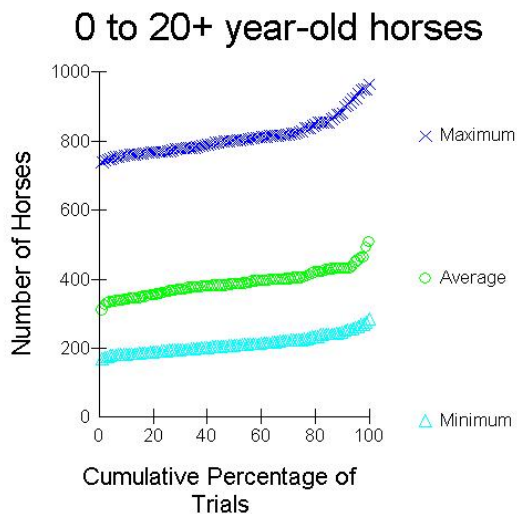 0 to 20+ year-old horses
1000
800
600
400
200
0
0 20 40 60 80 100
Number of Horses
Cumulative Percentage of
Trials
Maximum
Average
Minimum